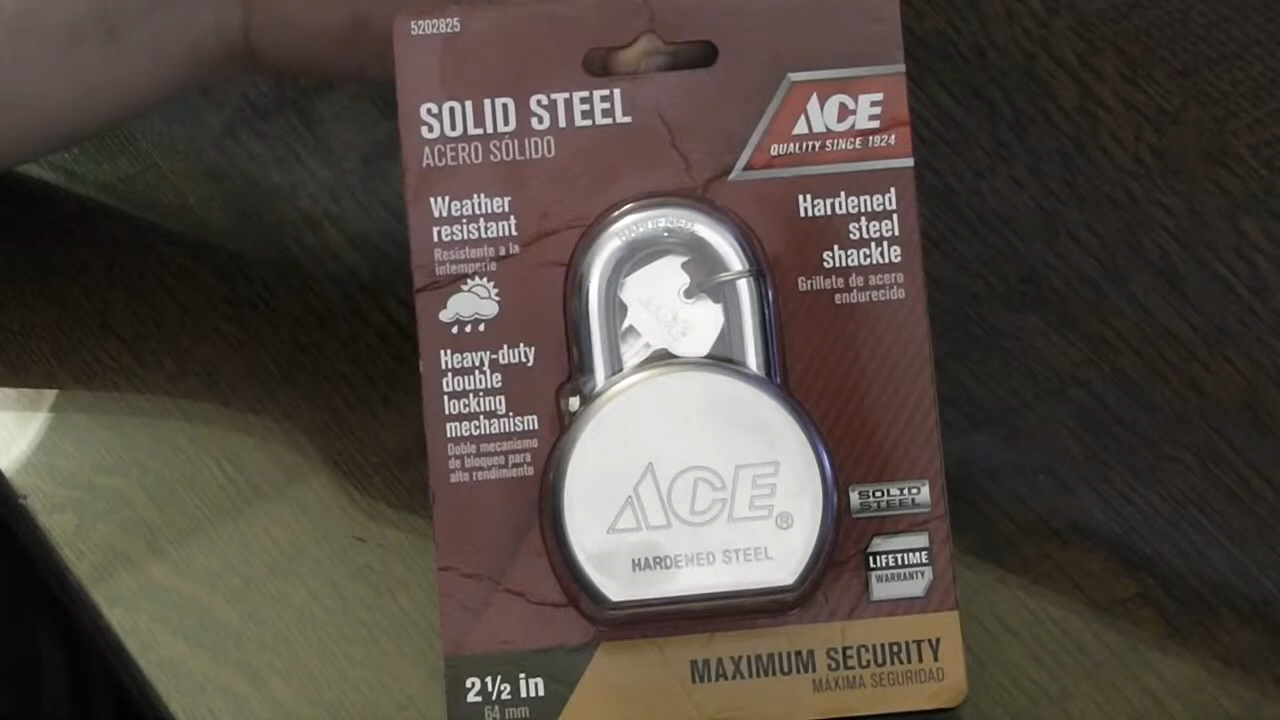 5202825
SOLID STEEL
ACERO SÓLIDO
ACE
QUALITY SINCE 1924
Weather
resistant
Resistente a la
intemperie
Heavy-duty
double
locking
mechanism
Doble mecanismo
de bloqueo para
alto rendimiento
Hardened
steel
shackle
Grillete de acero
endurecido
HARDENED
ACE®
HARDENED STEEL
SOLID
STEEL
LIFETIME
WARRANTY
2½ in
64 mm
MAXIMUM SECURITY
MÁXIMA SEGURIDAD